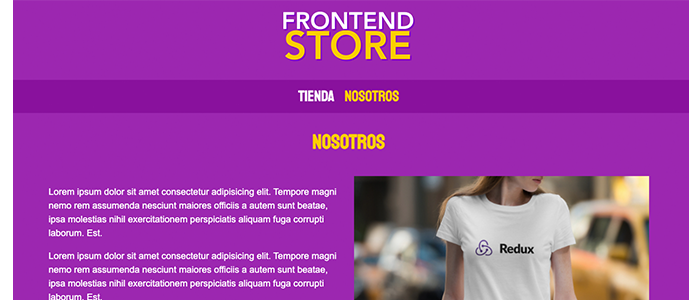 FRONTEND
STORE
TIENDA NOSOTROS
NOSOTROS
Lorem ipsum dolor sit amet consectetur adipisicing elit. Tempore magni
nemo rem assumenda nesciunt maiores officiis a autem sunt beatae,
ipsa molestias nihil exercitationem perspiciatis aliquam fuga corrupti
laborum. Est.
Lorem ipsum dolor sit amet consectetur adipisicing elit. Tempore magni
nemo rem assumenda nesciunt maiores officiis a autem sunt beatae,
ipsa molestias nihil exercitationem perspiciatis aliquam fuga corrupti
laborum. Est.
Redux